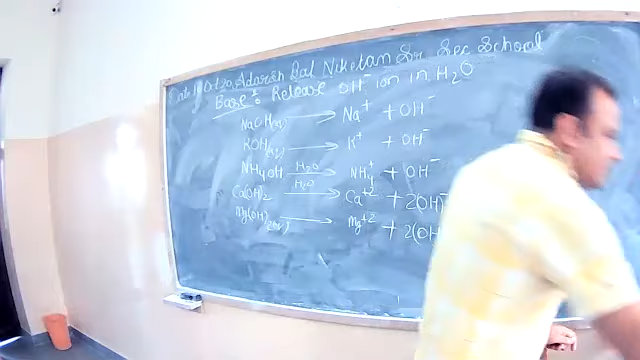 Adarsh Bal Niketan Sr Sec School
Base: Release OH⁻ ion in H₂O
NaOH(aq) → Na⁺ + OH⁻
KOH(aq) → K⁺ + OH⁻
NH₄OH H₂O → NH₄⁺ + OH⁻
Ca(OH)₂ H₂O → Ca⁺² + 2(OH)⁻
Mg(OH)₂(aq) → Mg⁺² + 2(OH